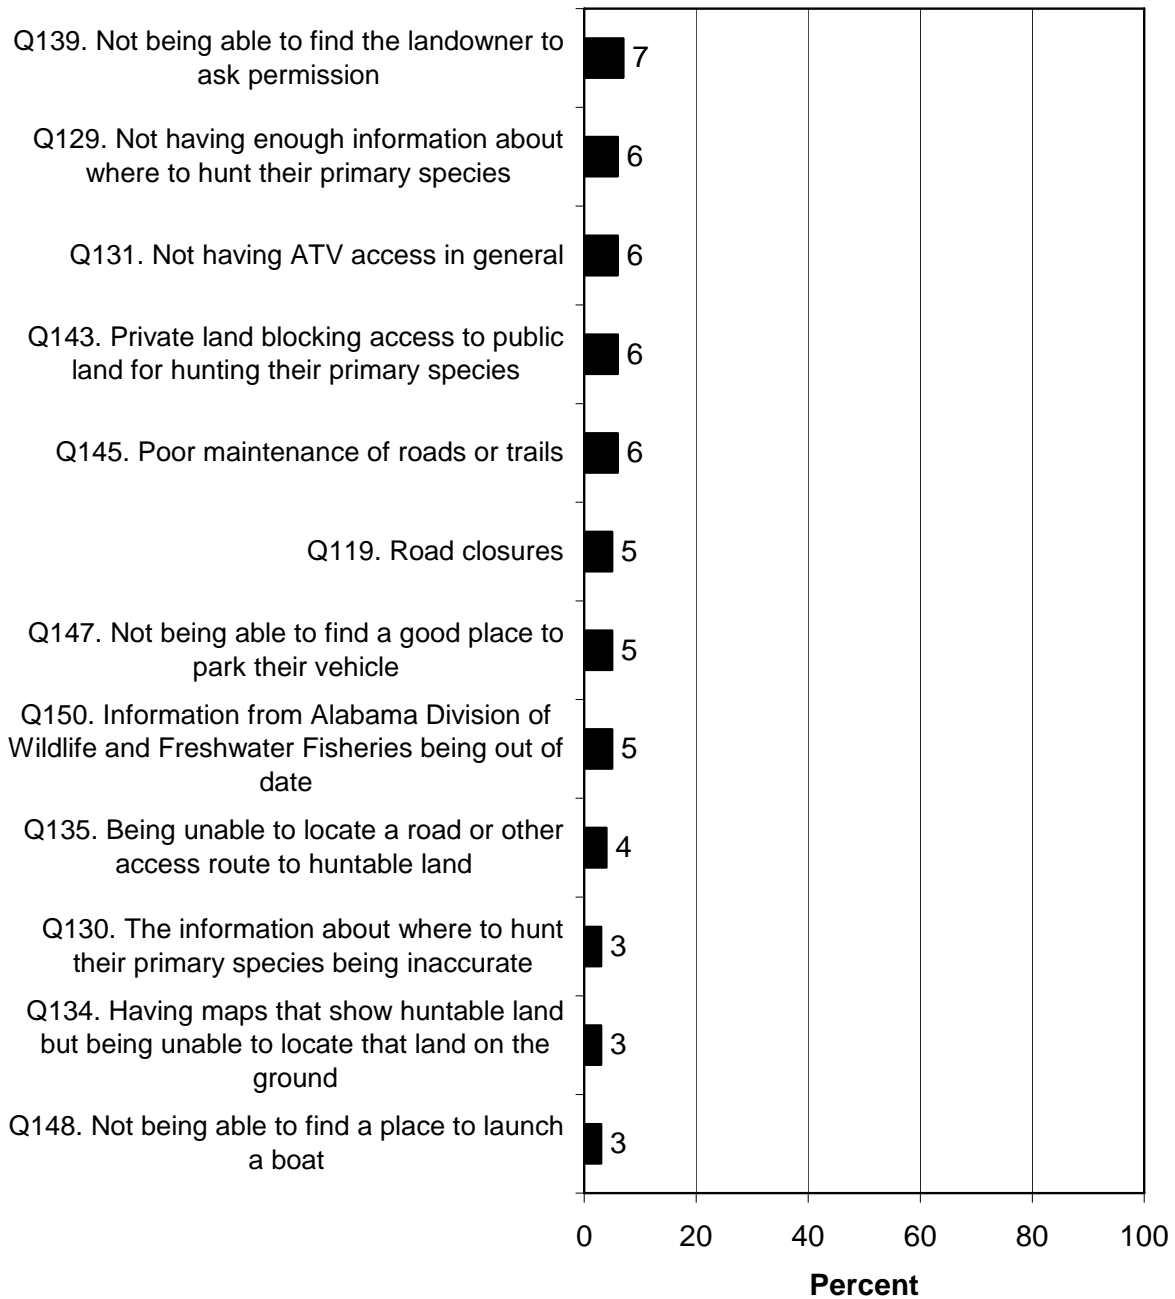 Q139. Not being able to find the landowner to
ask permission
7
Q129. Not having enough information about
where to hunt their primary species
6
Q131. Not having ATV access in general
6
Q143. Private land blocking access to public
land for hunting their primary species
6
Q145. Poor maintenance of roads or trails
6
Q119. Road closures
5
Q147. Not being able to find a good place to
park their vehicle
5
Q150. Information from Alabama Division of
Wildlife and Freshwater Fisheries being out of
date
5
Q135. Being unable to locate a road or other
access route to huntable land
4
Q130. The information about where to hunt
their primary species being inaccurate
3
Q134. Having maps that show huntable land
but being unable to locate that land on the
ground
3
Q148. Not being able to find a place to launch
a boat
3
0 20 40 60 80 100
Percent